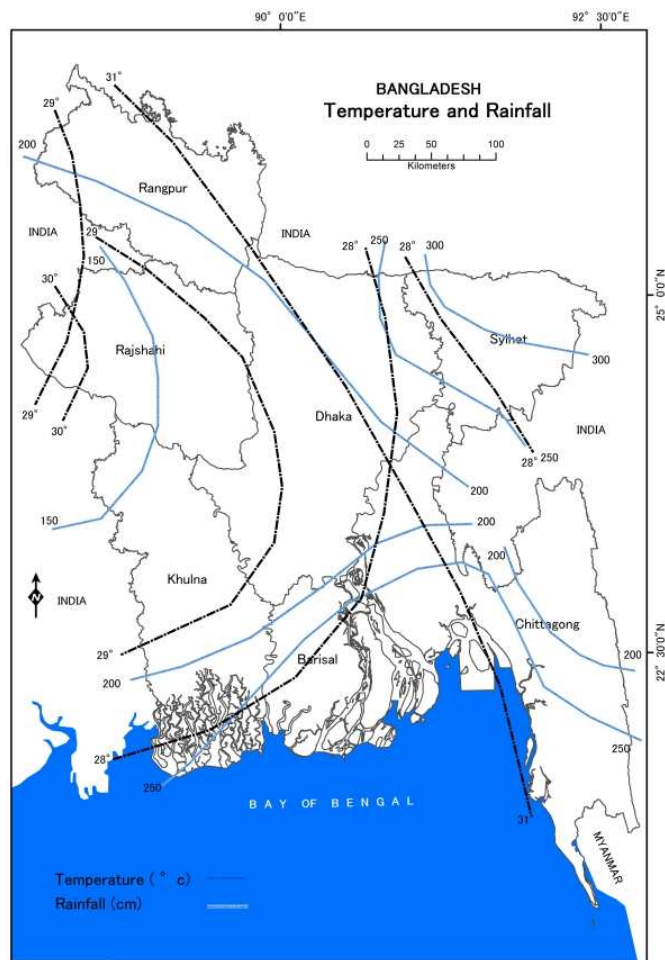 90° 0'0"E
92° 30'0"E
BANGLADESH
Temperature and Rainfall
0 25 50 75 100
Kilometers
31°
29°
200
Rangpur
INDIA
29°
INDIA
150
28°
250
28°
300
30°
25° 0'0"N
Sylhet
300
Rajshahi
29°
30°
Dhaka
INDIA
28°
250
200
150
200
200
Khulna
INDIA
Chittagong
29°
Barisal
200
22° 30'0"N
200
250
28°
250
BAY OF BENGAL
31°
MYANMAR
Temperature ( ° c)
Rainfall (cm)
N